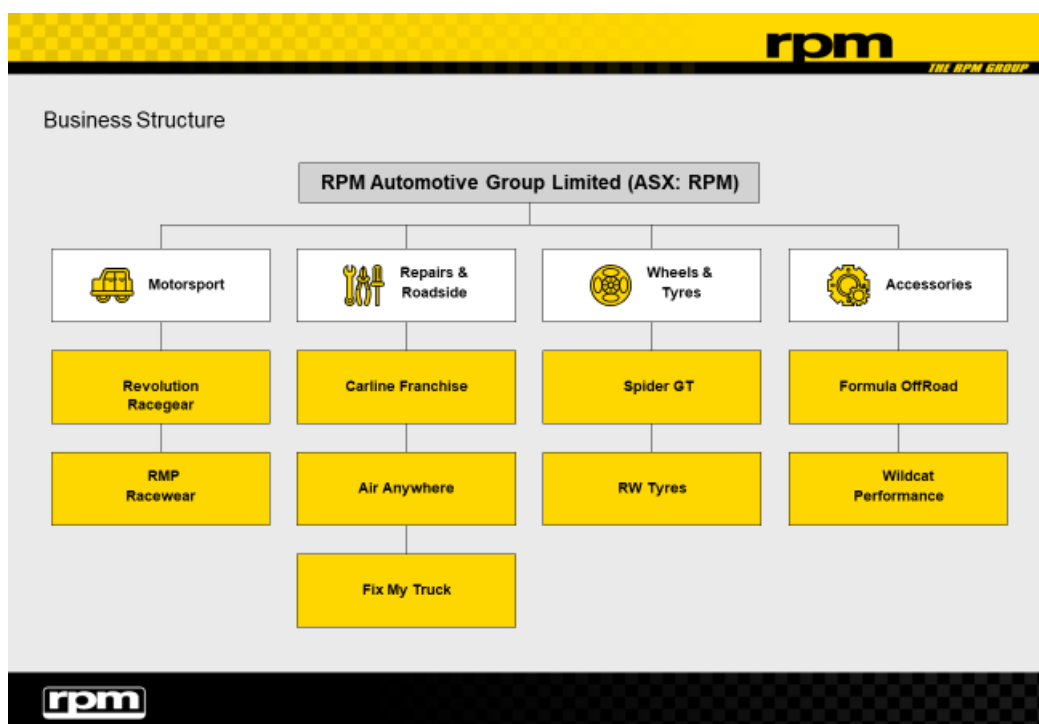 rpm
THE RPM GROUP
Business Structure
RPM Automotive Group Limited (ASX: RPM)
Motorsport
Repairs &
Roadside
Wheels &
Tyres
Accessories
Revolution
Racegear
Carline Franchise
Spider GT
Formula OffRoad
RMP
Racewear
Air Anywhere
RW Tyres
Wildcat
Performance
Fix My Truck
rpm